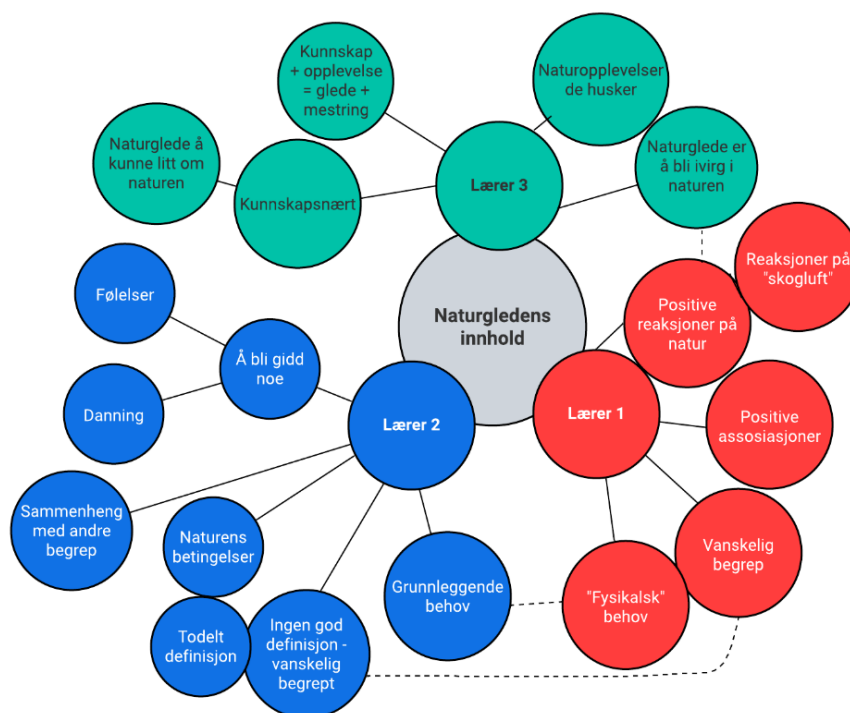 Kunnskap
+ opplevelse
= glede +
mestring
Naturopplevelser
de husker
Naturglede å
kunne litt om
naturen
Kunnskapsnært
Lærer 3
Naturglede er
å bli ivirg i
naturen
Reaksjoner på
"skogluft"
Positive
reaksjoner på
natur
Naturgledens
innhold
Følelser
Å bli gidd
noe
Danning
Lærer 2
Lærer 1
Positive
assosiasjoner
Sammenheng
med andre
begrep
Naturens
betingelser
Grunnleggende
behov
"Fysikalsk"
behov
Vanskelig
begrep
Todelt
definisjon
Ingen god
definisjon -
vanskelig
begrept